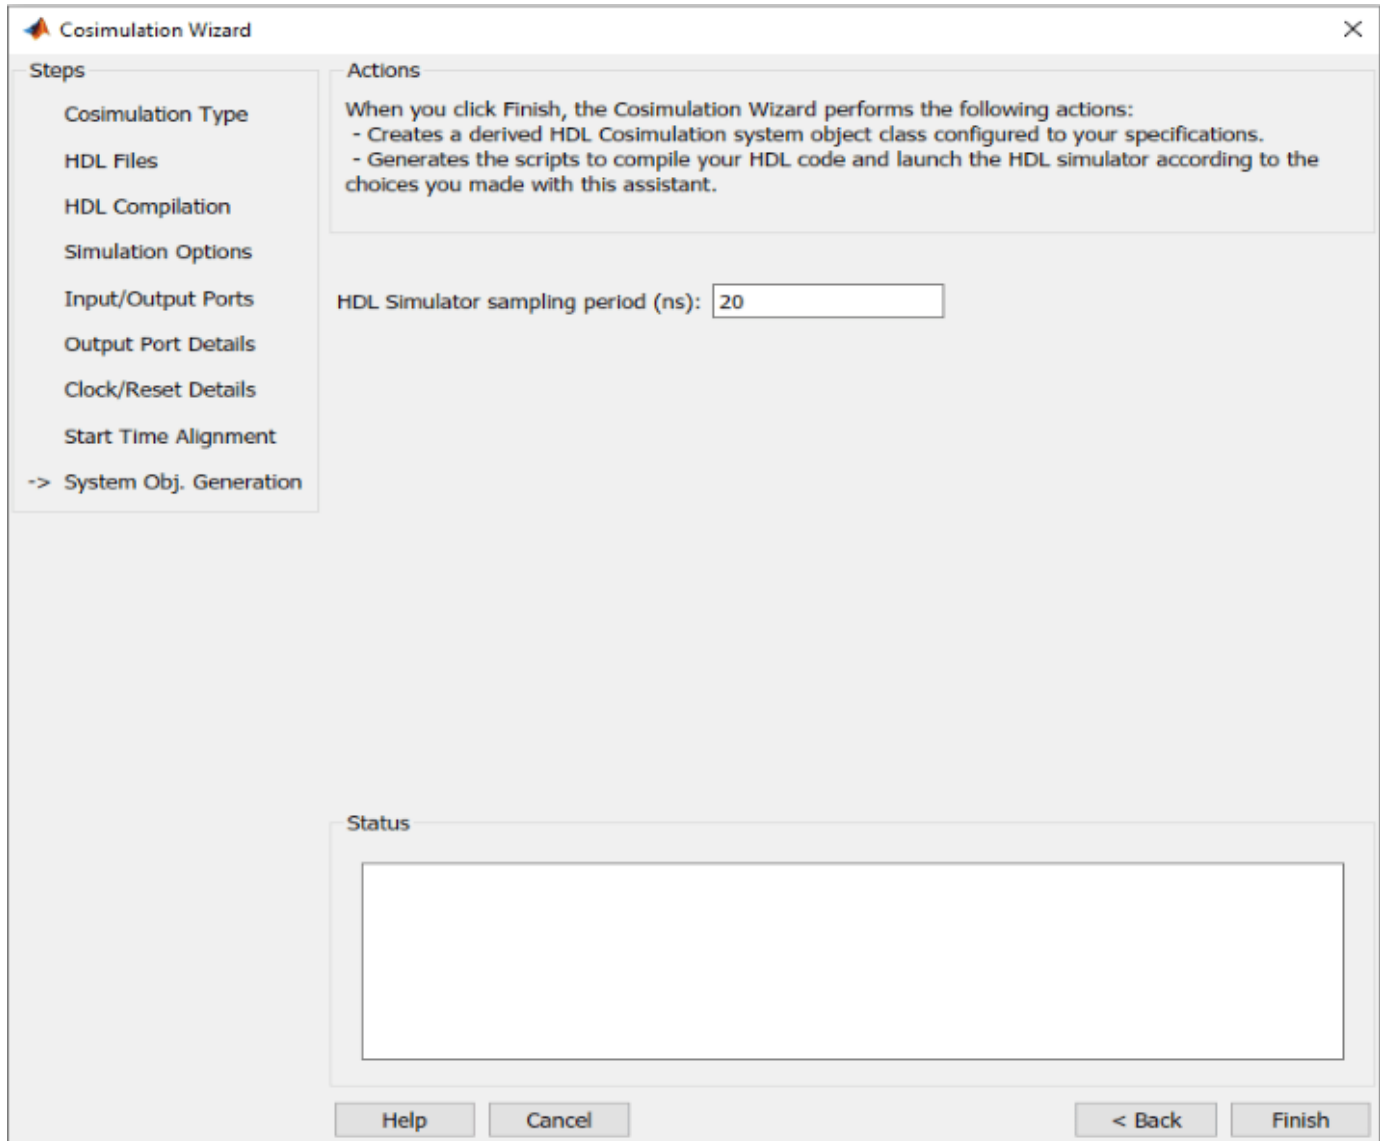 Cosimulation Wizard
Steps
Cosimulation Type
HDL Files
HDL Compilation
Simulation Options
Input/Output Ports
Output Port Details
Clock/Reset Details
Start Time Alignment
-> System Obj. Generation
Actions
When you click Finish, the Cosimulation Wizard performs the following actions:
- Creates a derived HDL Cosimulation system object class configured to your specifications.
- Generates the scripts to compile your HDL code and launch the HDL simulator according to the
choices you made with this assistant.
HDL Simulator sampling period (ns): 20
Status
Help Cancel < Back Finish